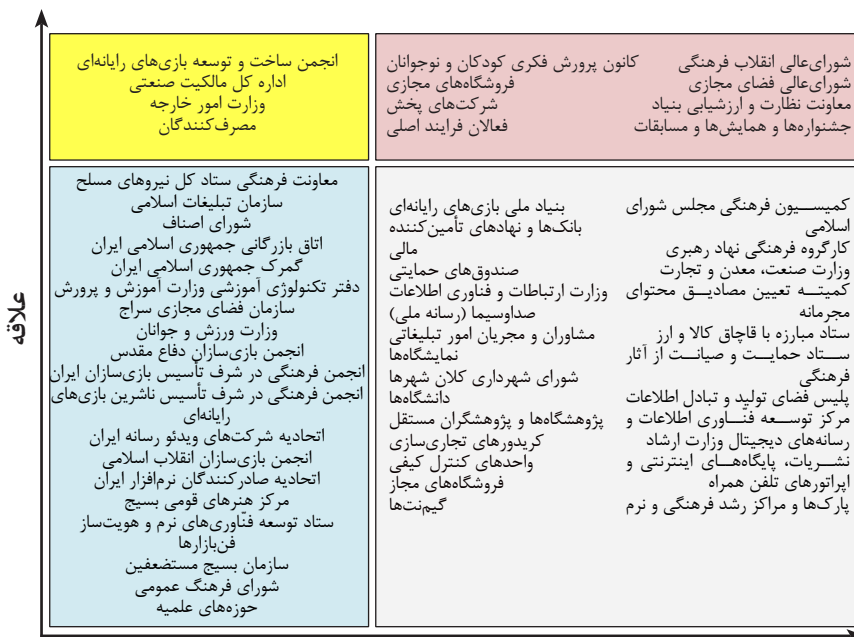 شورای‌عالی انقلاب فرهنگی
شورای‌عالی فضای مجازی
معاونت نظارت و ارزشیابی بنیاد
جشنواره‌ها و همایش‌ها و مسابقات
کانون پرورش فکری کودکان و نوجوانان
فروشگاه‌های مجازی
شرکت‌های پخش
فعالان فرایند اصلی
انجمن ساخت و توسعه بازی‌های رایانه‌ای
اداره کل مالکیت صنعتی
وزارت امور خارجه
مصرف‌کنندگان
کمیسیون فرهنگی مجلس شورای
اسلامی
کارگروه فرهنگی نهاد رهبری
وزارت صنعت، معدن و تجارت
کمیته تعیین مصادیق محتوای
مجرمانه
ستاد مبارزه با قاچاق کالا و ارز
ستاد حمایت و صیانت از آثار
فرهنگی
پلیس فضای تولید و تبادل اطلاعات
مرکز توسعه فنّاوری اطلاعات و
رسانه‌های دیجیتال وزارت ارشاد
نشریات، پایگاه‌های اینترنتی و
اپراتورهای تلفن همراه
پارک‌ها و مراکز رشد فرهنگی و نرم
بنیاد ملی بازی‌های رایانه‌ای
بانک‌ها و نهادهای تأمین‌کننده
مالی
صندوق‌های حمایتی
وزارت ارتباطات و فناوری اطلاعات
صداوسیما (رسانه ملی)
مشاوران و مجریان امور تبلیغاتی
نمایشگاه‌ها
شورای شهرداری کلان شهرها
دانشگاه‌ها
پژوهشگاه‌ها و پژوهشگران مستقل
کریدورهای تجاری‌سازی
واحدهای کنترل کیفی
فروشگاه‌های مجاز
گیم‌نت‌ها
معاونت فرهنگی ستاد کل نیروهای مسلح
سازمان تبلیغات اسلامی
شورای اصناف
اتاق بازرگانی جمهوری اسلامی ایران
گمرک جمهوری اسلامی ایران
دفتر تکنولوژی آموزشی وزارت آموزش و پرورش
سازمان فضای مجازی سراج
وزارت ورزش و جوانان
انجمن بازی‌سازان دفاع مقدس
انجمن فرهنگی در شرف تأسیس بازی‌سازان ایران
انجمن فرهنگی در شرف تأسیس ناشرین بازی‌های
رایانه‌ای
اتحادیه شرکت‌های ویدئو رسانه ایران
انجمن بازی‌سازان انقلاب اسلامی
اتحادیه صادرکنندگان نرم‌افزار ایران
مرکز هنرهای قومی بسیج
ستاد توسعه فنّاوری‌های نرم و هویت‌ساز
فن‌بازارها
سازمان بسیج مستضعفین
شورای فرهنگ عمومی
حوزه‌های علمیه
علاقه